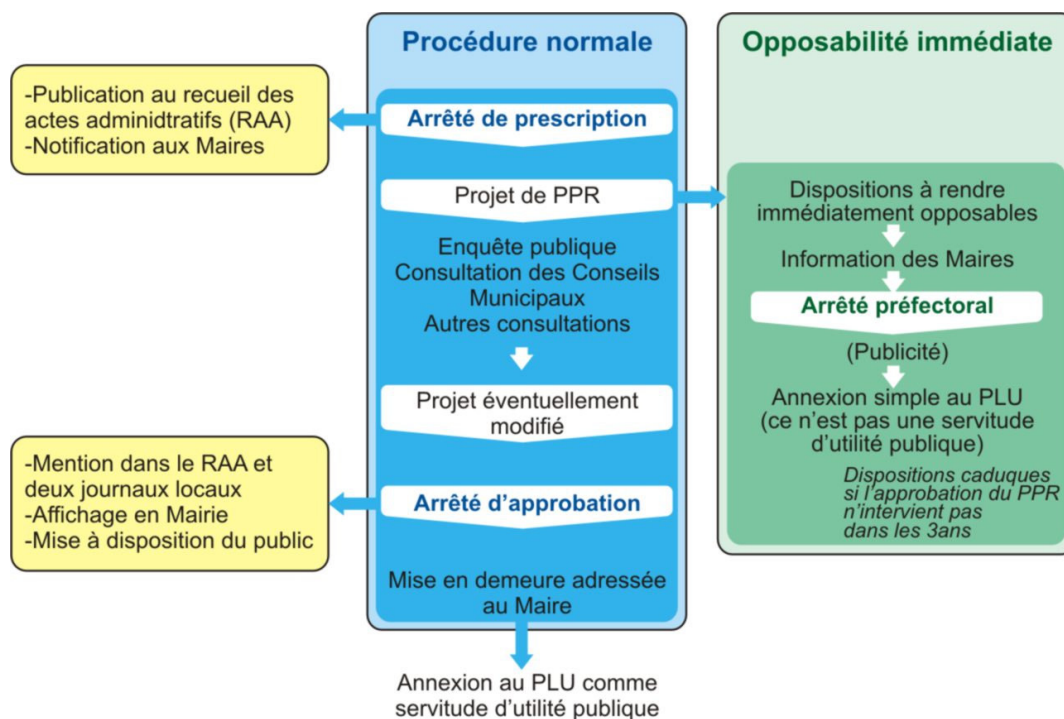 Procédure normale
Opposabilité immédiate
-Publication au recueil des
actes adminidtratifs (RAA)
-Notification aux Maires
Arrêté de prescription
Projet de PPR
Enquête publique
Consultation des Conseils
Municipaux
Autres consultations
Projet éventuellement
modifié
-Mention dans le RAA et
deux journaux locaux
-Affichage en Mairie
-Mise à disposition du public
Arrêté d'approbation
Mise en demeure adressée
au Maire
Annexion au PLU comme
servitude d'utilité publique
Dispositions à rendre
immédiatement opposables
Information des Maires
Arrêté préfectoral
(Publicité)
Annexion simple au PLU
(ce n'est pas une servitude
d'utilité publique)
Dispositions caduques
si l'approbation du PPR
n'intervient pas
dans les 3ans